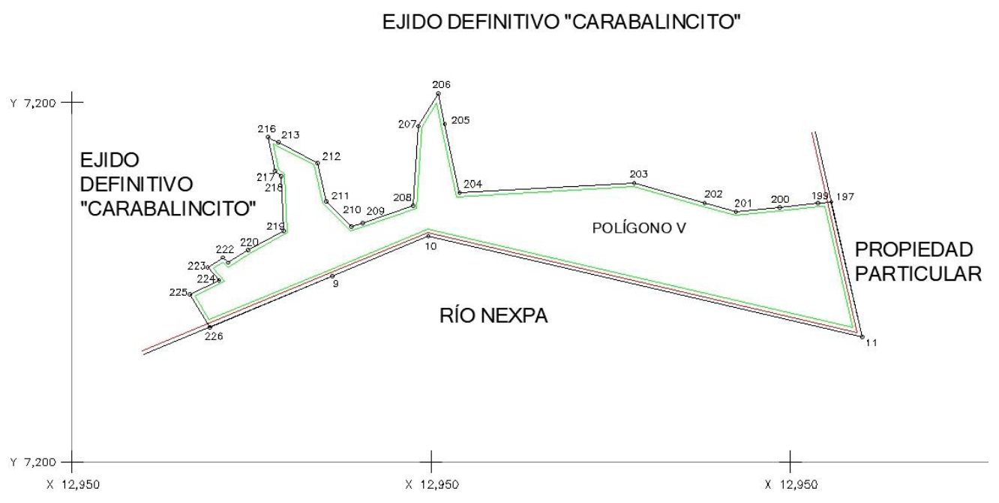 EJIDO DEFINITIVO "CARABALINCITO"
206
Y 7,200
207
205
216
213
EJIDO
DEFINITIVO
"CARABALINCITO"
212
217
218
203
204
211
208
202
199
197
210
209
201
200
219
POLÍGONO V
220
10
PROPIEDAD
PARTICULAR
222
223
224
9
225
RÍO NEXPA
226
11
Y 7,200
X 12,950
X 12,950
X 12,950